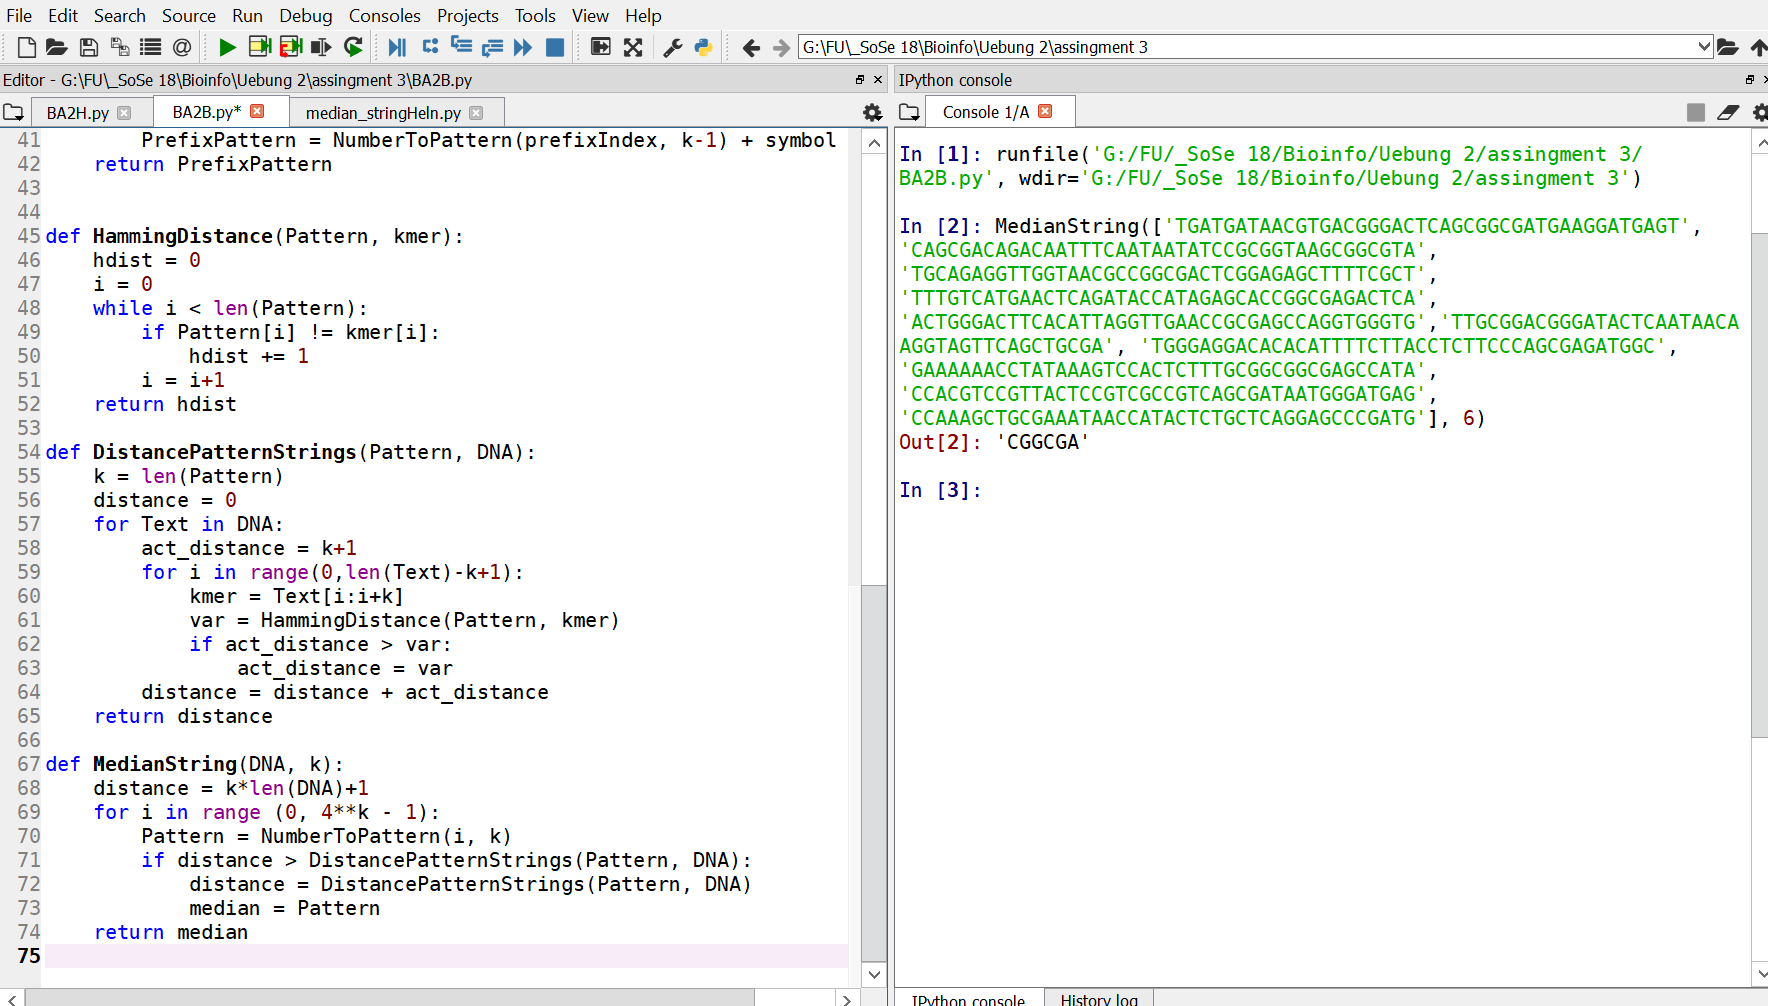 File Edit Search Source Run Debug Consoles Projects Tools View Help
G:\FU\_SoSe 18\Bioinfo\Uebung 2\assingment 3
Editor - G:\FU\_SoSe 18\Bioinfo\Uebung 2\assingment 3\BA2B.py
BA2H.py BA2B.py* median_stringHeln.py
41         PrefixPattern = NumberToPattern(prefixIndex, k-1) + symbol
42     return PrefixPattern
43
44
45 def HammingDistance(Pattern, kmer):
46     hdist = 0
47     i = 0
48     while i < len(Pattern):
49         if Pattern[i] != kmer[i]:
50             hdist += 1
51         i = i+1
52     return hdist
53
54 def DistancePatternStrings(Pattern, DNA):
55     k = len(Pattern)
56     distance = 0
57     for Text in DNA:
58         act_distance = k+1
59         for i in range(0,len(Text)-k+1):
60             kmer = Text[i:i+k]
61             var = HammingDistance(Pattern, kmer)
62             if act_distance > var:
63                 act_distance = var
64         distance = distance + act_distance
65     return distance
66
67 def MedianString(DNA, k):
68     distance = k*len(DNA)+1
69     for i in range (0, 4**k - 1):
70         Pattern = NumberToPattern(i, k)
71         if distance > DistancePatternStrings(Pattern, DNA):
72             distance = DistancePatternStrings(Pattern, DNA)
73             median = Pattern
74     return median
75
IPython console
Console 1/A
In [1]: runfile('G:/FU/_SoSe 18/Bioinfo/Uebung 2/assingment 3/
BA2B.py', wdir='G:/FU/_SoSe 18/Bioinfo/Uebung 2/assingment 3')
In [2]: MedianString(['TGATGATAACGTGACGGGACTCAGCGGCGATGAAGGATGAGT',
'CAGCGACAGACAATTTCAATAATATCCGCGGTAAGCGGCGTA',
'TGCAGAGGTTGGTAACGCCGGCGACTCGGAGAGCTTTTCGCT',
'TTTGTCATGAACTCAGATACCATAGAGCACCGGCGAGACTCA',
'ACTGGGACTTCACATTAGGTTGAACCGCGAGCCAGGTGGGTG','TTGCGGACGGGATACTCAATAACA
AGGTAGTTCAGCTGCGA', 'TGGGAGGACACACATTTTCTTACCTCTTCCCAGCGAGATGGC',
'GAAAAAACCTATAAAGTCCACTCTTTGCGGCGGCGAGCCATA',
'CCACGTCCGTTACTCCGTCGCCGTCAGCGATAATGGGATGAG',
'CCAAAGCTGCGAAATAACCATACTCTGCTCAGGAGCCCGATG'], 6)
Out[2]: 'CGGCGA'
In [3]:
IPython console History log